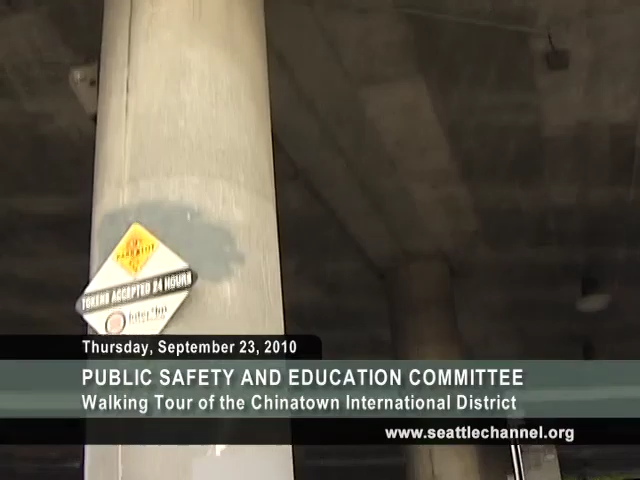 TOKENS ACCEPTED 24 HOURS
Thursday, September 23, 2010
PUBLIC SAFETY AND EDUCATION COMMITTEE
Walking Tour of the Chinatown International District
www.seattlechannel.org